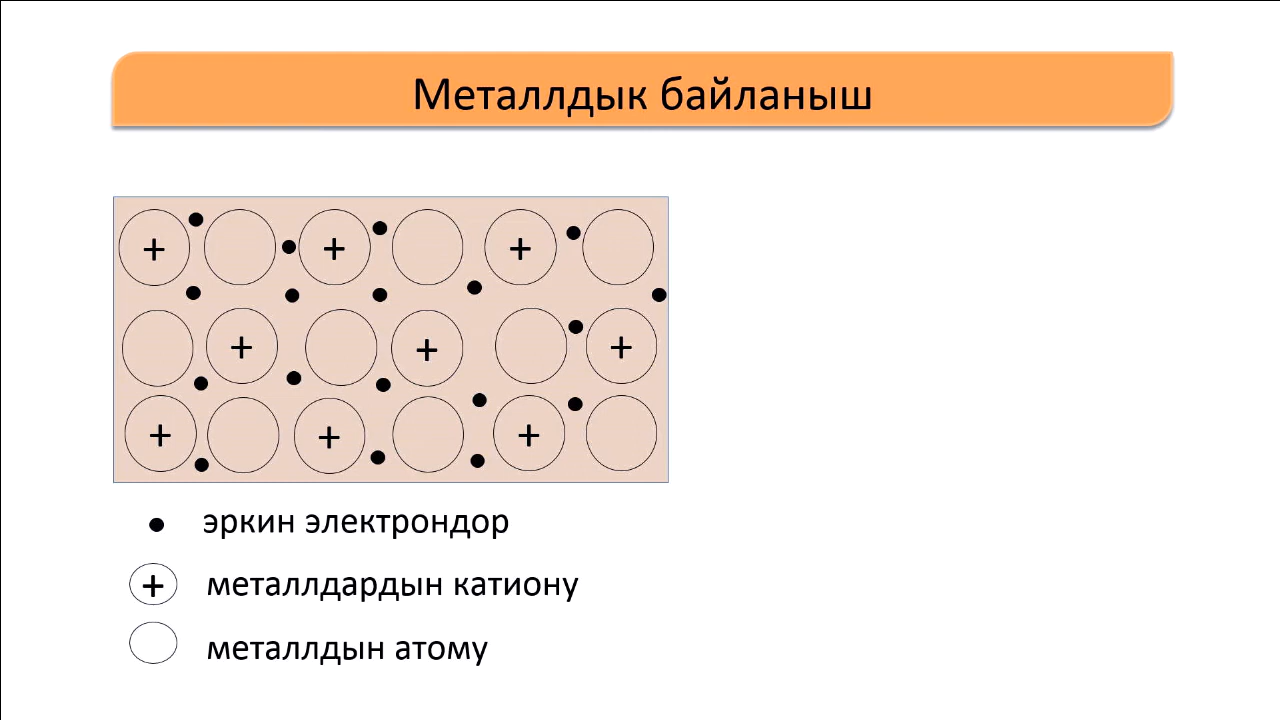 Металлдык байланыш
+ + +
+ + +
+ + +
эркин электрондор
+ металлдардын катиону
металлдын атому